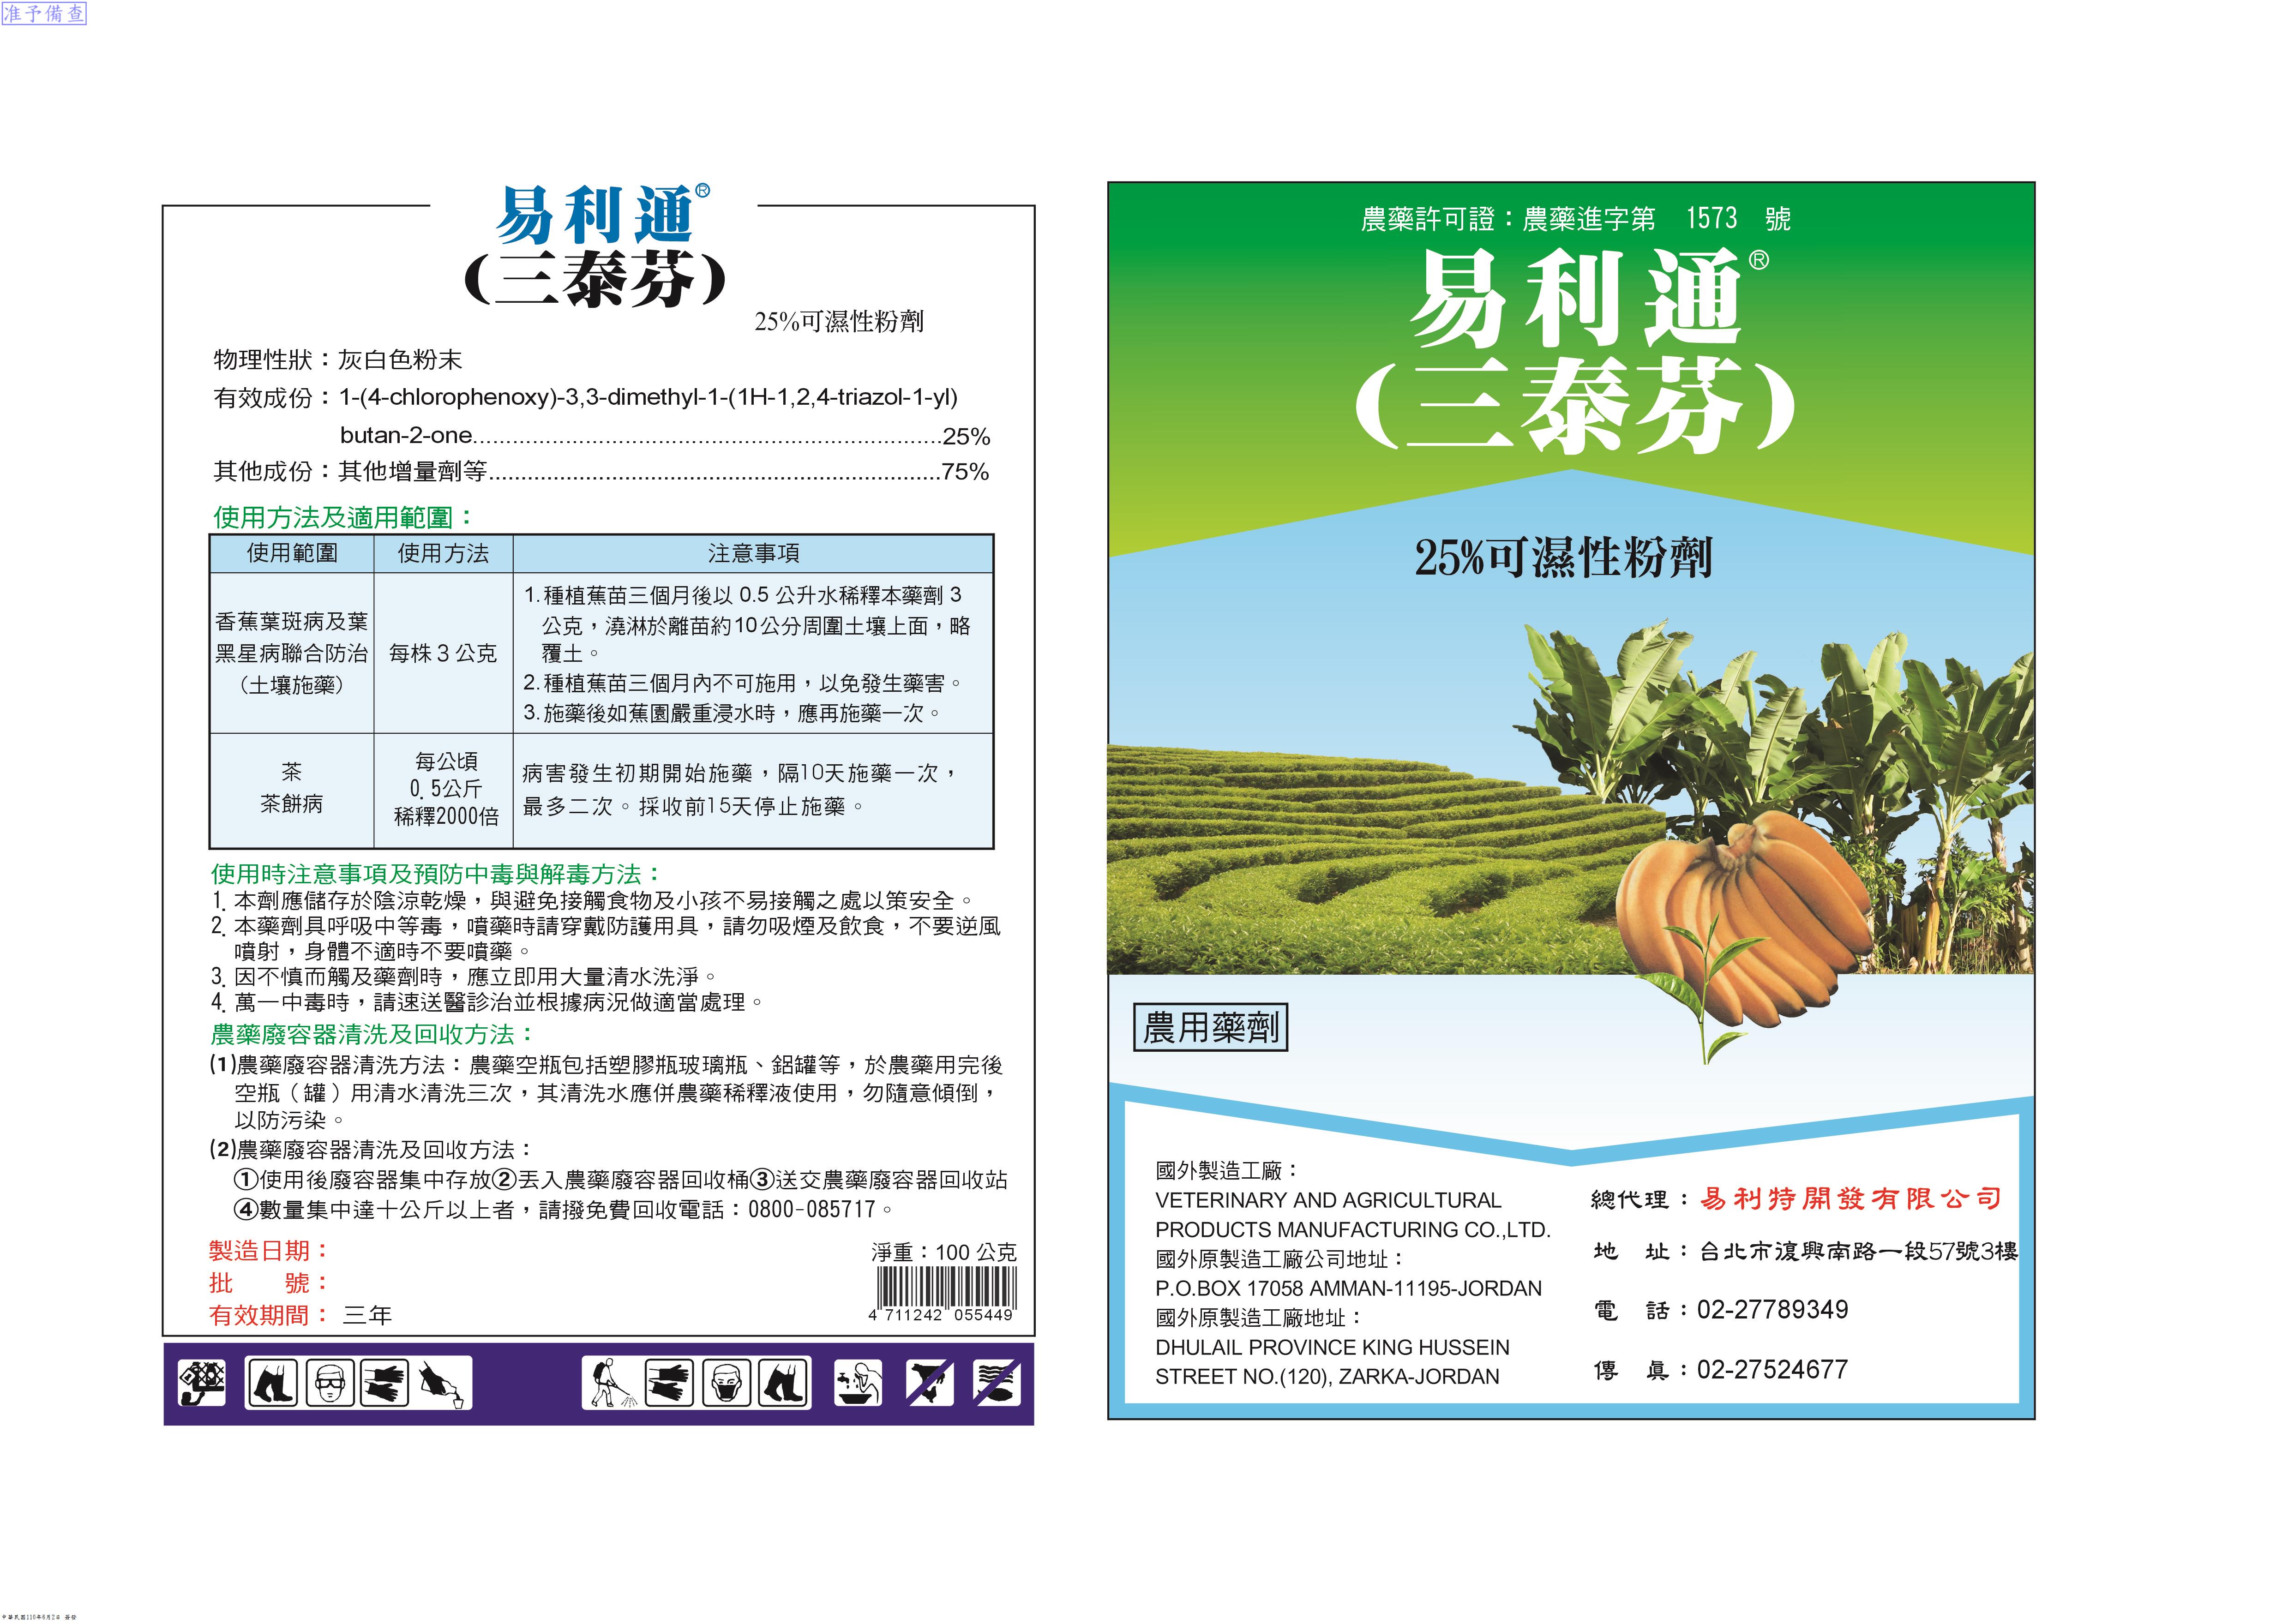 准予備查
易利通®
(三泰芬)
25%可濕性粉劑
物理性狀：灰白色粉末
有效成份：1-(4-chlorophenoxy)-3,3-dimethyl-1-(1H-1,2,4-triazol-1-yl)
butan-2-one......................................................................25%
其他成份：其他增量劑等....................................................................75%
使用方法及適用範圍：
使用範圍 使用方法 注意事項
香蕉葉斑病及葉
黑星病聯合防治
（土壤施藥）
每株 3 公克
1.種植蕉苗三個月後以 0.5 公升水稀釋本藥劑 3
公克，澆淋於離苗約10公分周圍土壤上面，略
覆土。
2.種植蕉苗三個月內不可施用，以免發生藥害。
3.施藥後如蕉園嚴重浸水時，應再施藥一次。
茶
茶餅病
每公頃
0.5公斤
稀釋2000倍
病害發生初期開始施藥，隔10天施藥一次，
最多二次。採收前15天停止施藥。
使用時注意事項及預防中毒與解毒方法：
1. 本劑應儲存於陰涼乾燥，與避免接觸食物及小孩不易接觸之處以策安全。
2. 本藥劑具呼吸中等毒，噴藥時請穿戴防護用具，請勿吸煙及飲食，不要逆風
噴射，身體不適時不要噴藥。
3. 因不慎而觸及藥劑時，應立即用大量清水洗淨。
4. 萬一中毒時，請速送醫診治並根據病況做適當處理。
農藥廢容器清洗及回收方法：
(1)農藥廢容器清洗方法：農藥空瓶包括塑膠瓶玻璃瓶、鋁罐等，於農藥用完後
空瓶（罐）用清水清洗三次，其清洗水應併農藥稀釋液使用，勿隨意傾倒，
以防污染。
(2)農藥廢容器清洗及回收方法：
①使用後廢容器集中存放②丟入農藥廢容器回收桶③送交農藥廢容器回收站
④數量集中達十公斤以上者，請撥免費回收電話：0800-085717。
製造日期：
批　　號：
有效期間： 三年
淨重：100 公克
4 711242 055449
農藥許可證：農藥進字第 1573 號
易利通®
(三泰芬)
25%可濕性粉劑
農用藥劑
國外製造工廠：
VETERINARY AND AGRICULTURAL
PRODUCTS MANUFACTURING CO.,LTD.
國外原製造工廠公司地址：
P.O.BOX 17058 AMMAN-11195-JORDAN
國外原製造工廠地址：
DHULAIL PROVINCE KING HUSSEIN
STREET NO.(120), ZARKA-JORDAN
總代理：易利特開發有限公司
地　址：台北市復興南路一段57號3樓
電　話：02-27789349
傳　真：02-27524677
中華民國110年6月2日